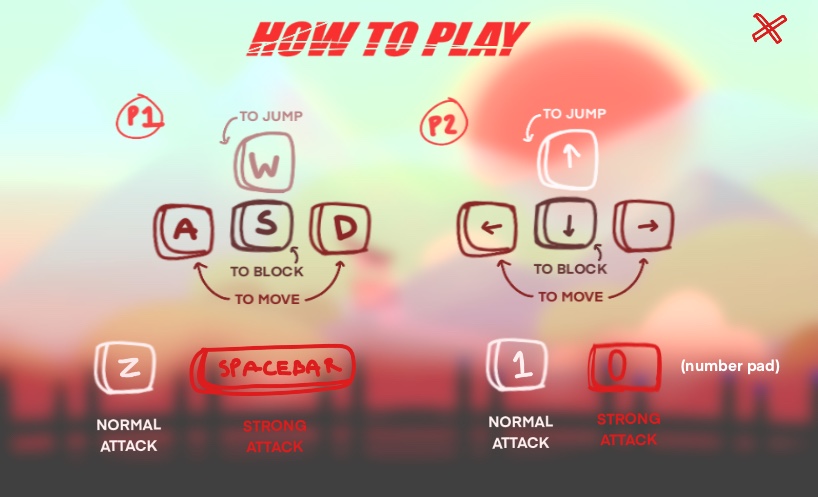 HOW TO PLAY
P1
TO JUMP
W
A S D
TO BLOCK
TO MOVE
Z SPACEBAR
NORMAL
ATTACK
STRONG
ATTACK
P2
TO JUMP
↑
← ↓ →
TO BLOCK
TO MOVE
1 0 (number pad)
NORMAL
ATTACK
STRONG
ATTACK